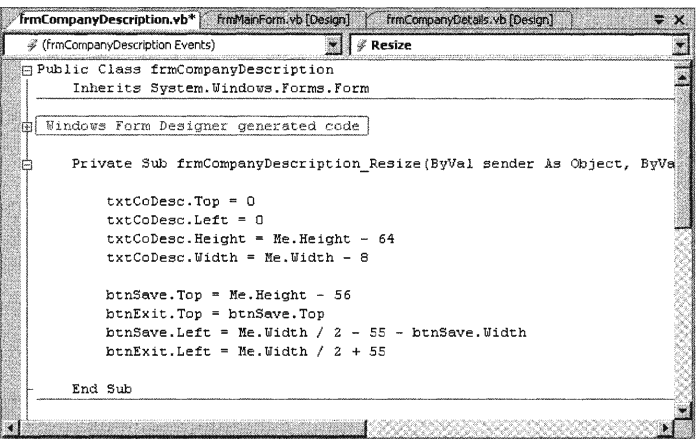 frmCompanyDescription.vb* frmMainForm.vb [Design] frmCompanyDetails.vb [Design]
(frmCompanyDescription Events) Resize
Public Class frmCompanyDescription
Inherits System.Windows.Forms.Form
Windows Form Designer generated code
Private Sub frmCompanyDescription_Resize(ByVal sender As Object, ByVa
txtCoDesc.Top = 0
txtCoDesc.Left = 0
txtCoDesc.Height = Me.Height - 64
txtCoDesc.Width = Me.Width - 8
btnSave.Top = Me.Height - 56
btnExit.Top = btnSave.Top
btnSave.Left = Me.Width / 2 - 55 - btnSave.Width
btnExit.Left = Me.Width / 2 + 55
End Sub